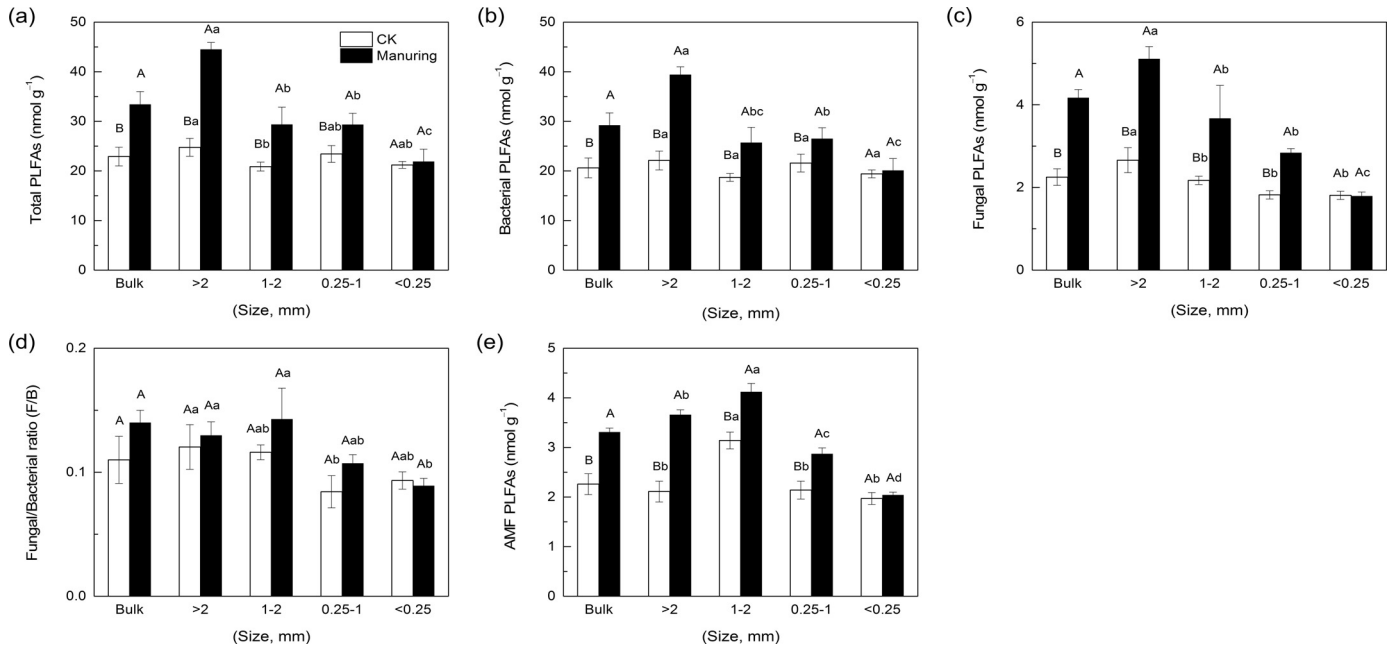 (a)
Total PLFAs (nmol g⁻¹)
50
40
30
20
10
0
CK
Manuring
B A Ba Aa Bb Ab Bab Ab Aab Ac
Bulk >2 1-2 0.25-1 <0.25
(Size, mm)
(b)
Bacterial PLFAs (nmol g⁻¹)
50
40
30
20
10
0
B A Ba Aa Ba Abc Ba Ab Aa Ac
Bulk >2 1-2 0.25-1 <0.25
(Size, mm)
(c)
Fungal PLFAs (nmol g⁻¹)
6
4
2
0
B A Ba Aa Bb Ab Bb Ab Ab Ac
Bulk >2 1-2 0.25-1 <0.25
(Size, mm)
(d)
Fungal/Bacterial ratio (F/B)
0.2
0.1
0.0
A A Aa Aa Aab Aa Ab Aab Aab Ab
Bulk >2 1-2 0.25-1 <0.25
(Size, mm)
(e)
AMF PLFAs (nmol g⁻¹)
5
4
3
2
1
0
B A Bb Ab Ba Aa Bb Ac Ab Ad
Bulk >2 1-2 0.25-1 <0.25
(Size, mm)